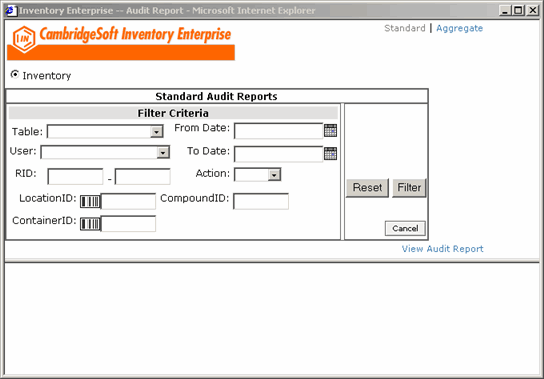 Inventory Enterprise -- Audit Report - Microsoft Internet Explorer
IN CambridgeSoft Inventory Enterprise
Standard | Aggregate
Inventory
Standard Audit Reports
Filter Criteria
Table: From Date:
User: To Date:
RID: - Action:
Reset Filter
LocationID: CompoundID:
ContainerID:
Cancel
View Audit Report